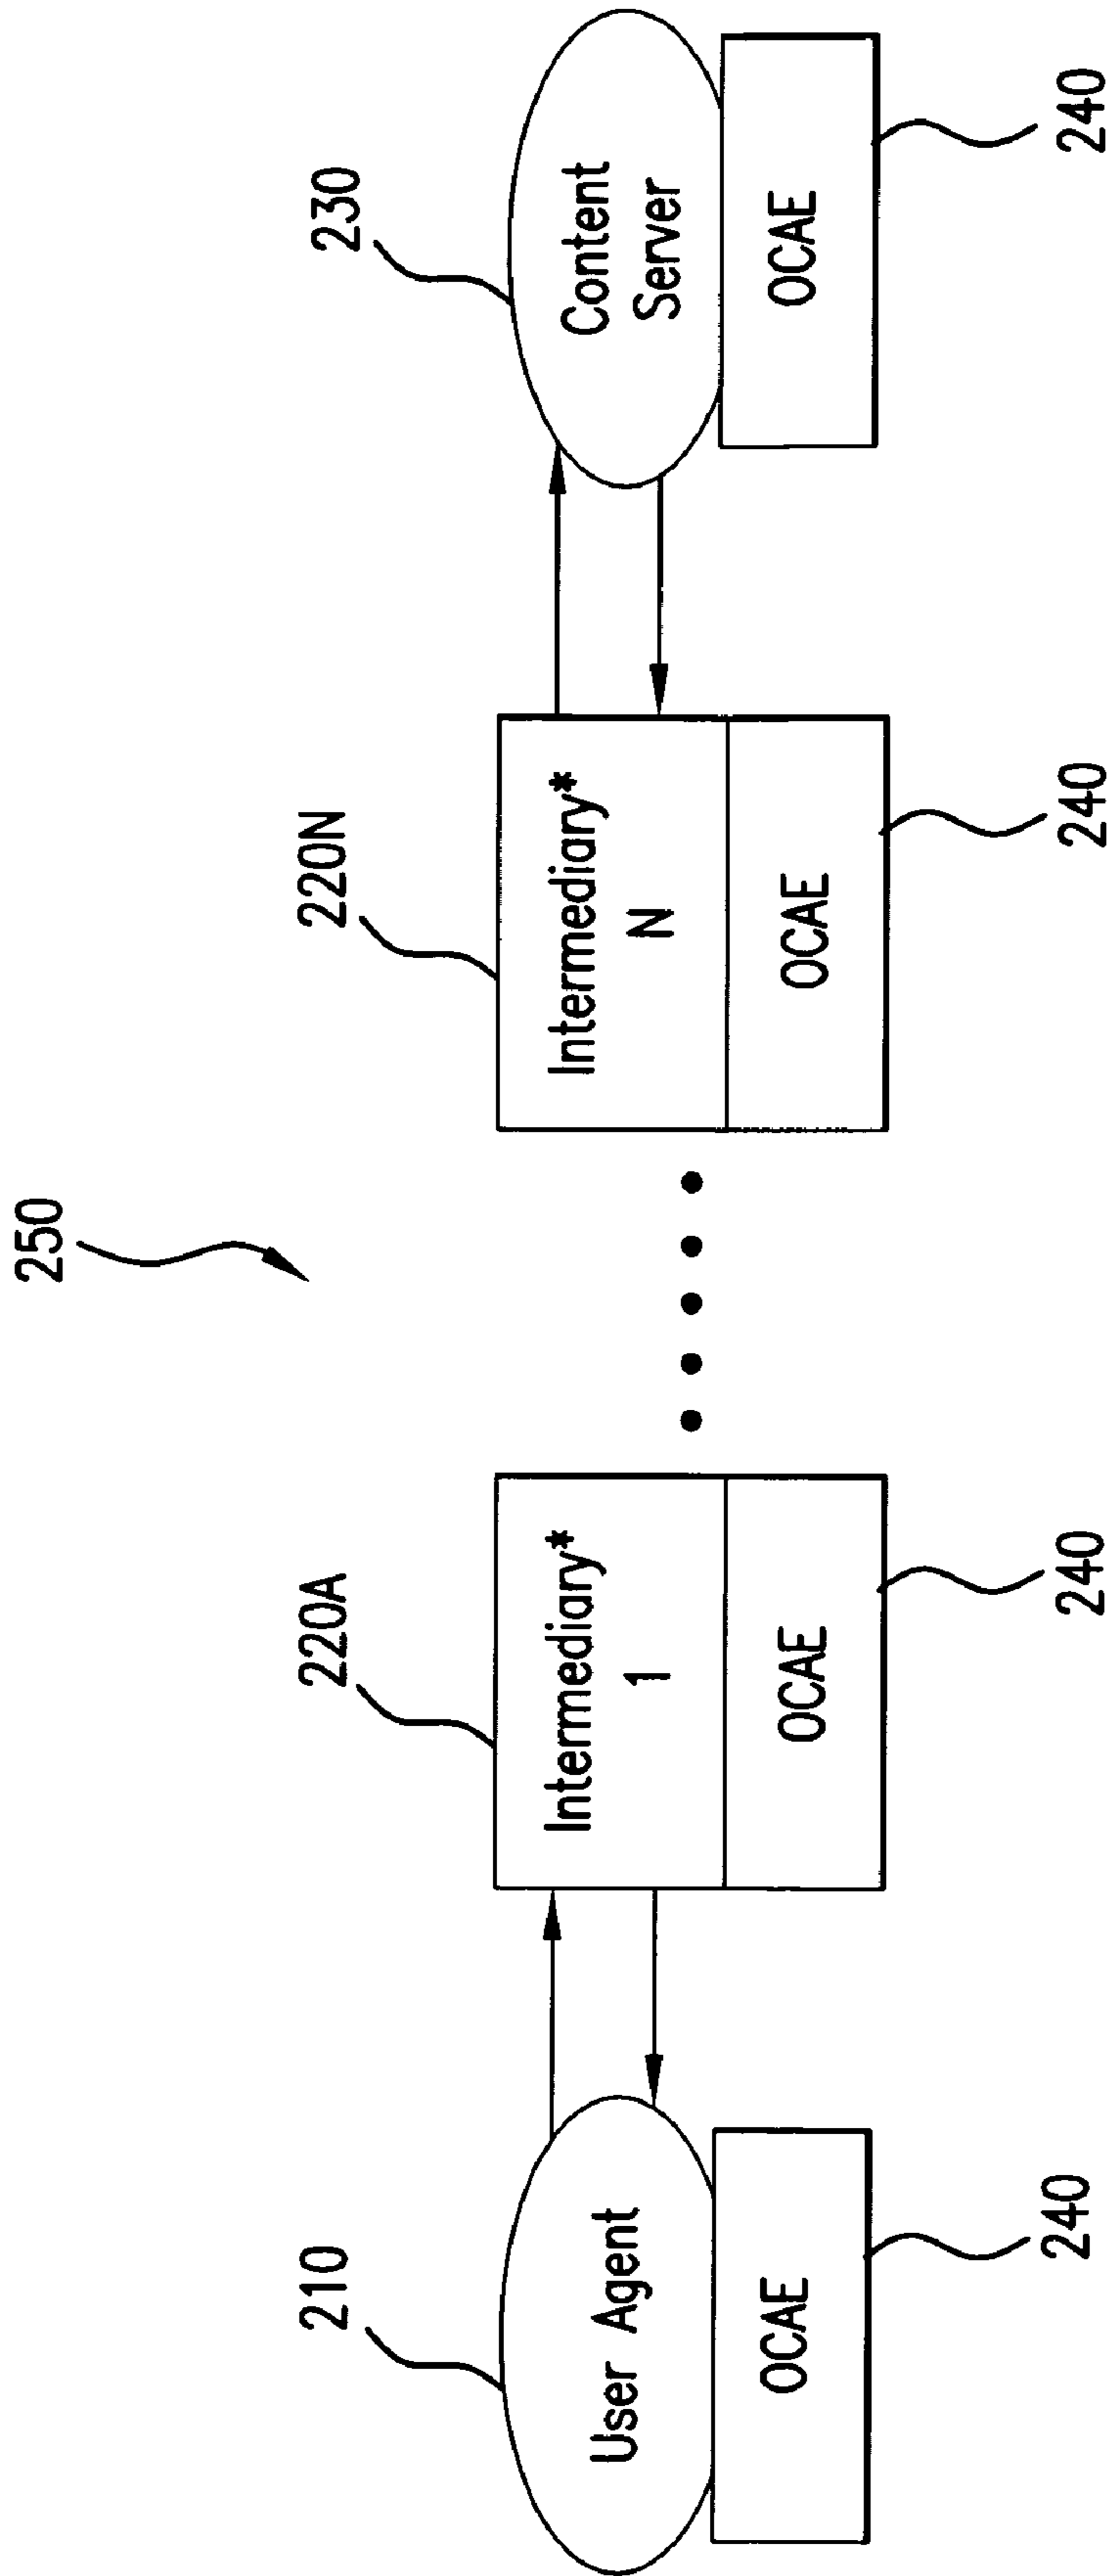 250
210
220A
220N
230
User Agent
Intermediary*
1
Intermediary*
N
Content
Server
OCAE
OCAE
OCAE
OCAE
240
240
240
240